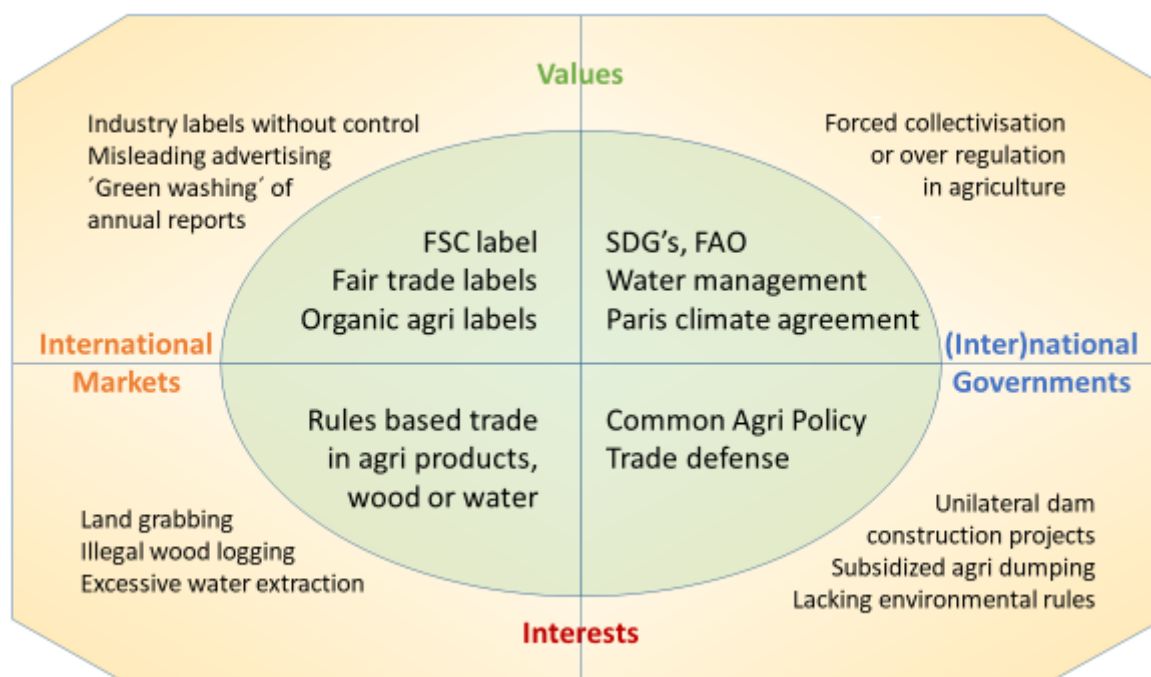 Values
Industry labels without control
Misleading advertising
´Green washing´ of
annual reports
Forced collectivisation
or over regulation
in agriculture
FSC label
Fair trade labels
Organic agri labels
SDG’s, FAO
Water management
Paris climate agreement
International
Markets
(Inter)national
Governments
Rules based trade
in agri products,
wood or water
Common Agri Policy
Trade defense
Land grabbing
Illegal wood logging
Excessive water extraction
Unilateral dam
construction projects
Subsidized agri dumping
Lacking environmental rules
Interests